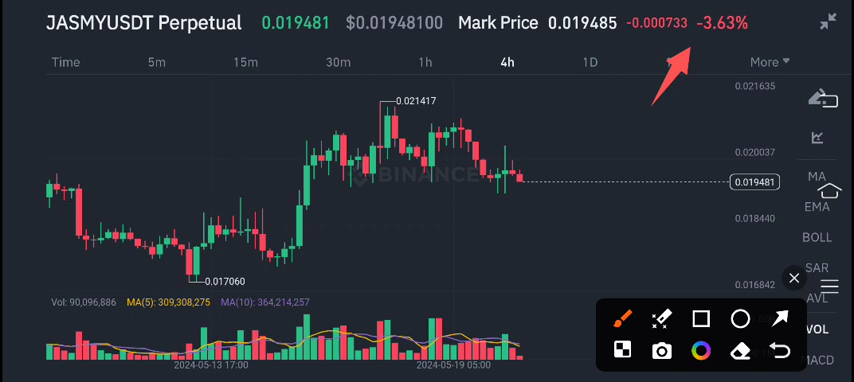 JASMYUSDT Perpetual 0.019481 $0.01948100 Mark Price 0.019485 -0.000733 -3.63%
Time 5m 15m 30m 1h 4h 1D More
0.021635
0.021417
0.020037
BINANCE
0.019481
MA
EMA
0.018440
BOLL
SAR
0.017060
0.016842
AVL
Vol: 90,096,886 MA(5): 309,308,275 MA(10): 364,214,257
VOL
MACD
2024-05-13 17:00 2024-05-19 05:00